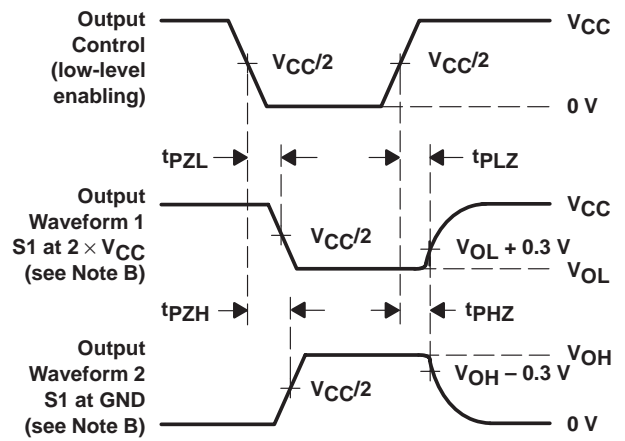 Output
Control
(low-level
enabling)
VCC/2
VCC/2
VCC
0 V
tPZL
tPLZ
Output
Waveform 1
S1 at 2 × VCC
(see Note B)
VCC/2
VCC
VOL + 0.3 V
VOL
tPZH
tPHZ
Output
Waveform 2
S1 at GND
(see Note B)
VCC/2
VOH
VOH − 0.3 V
0 V